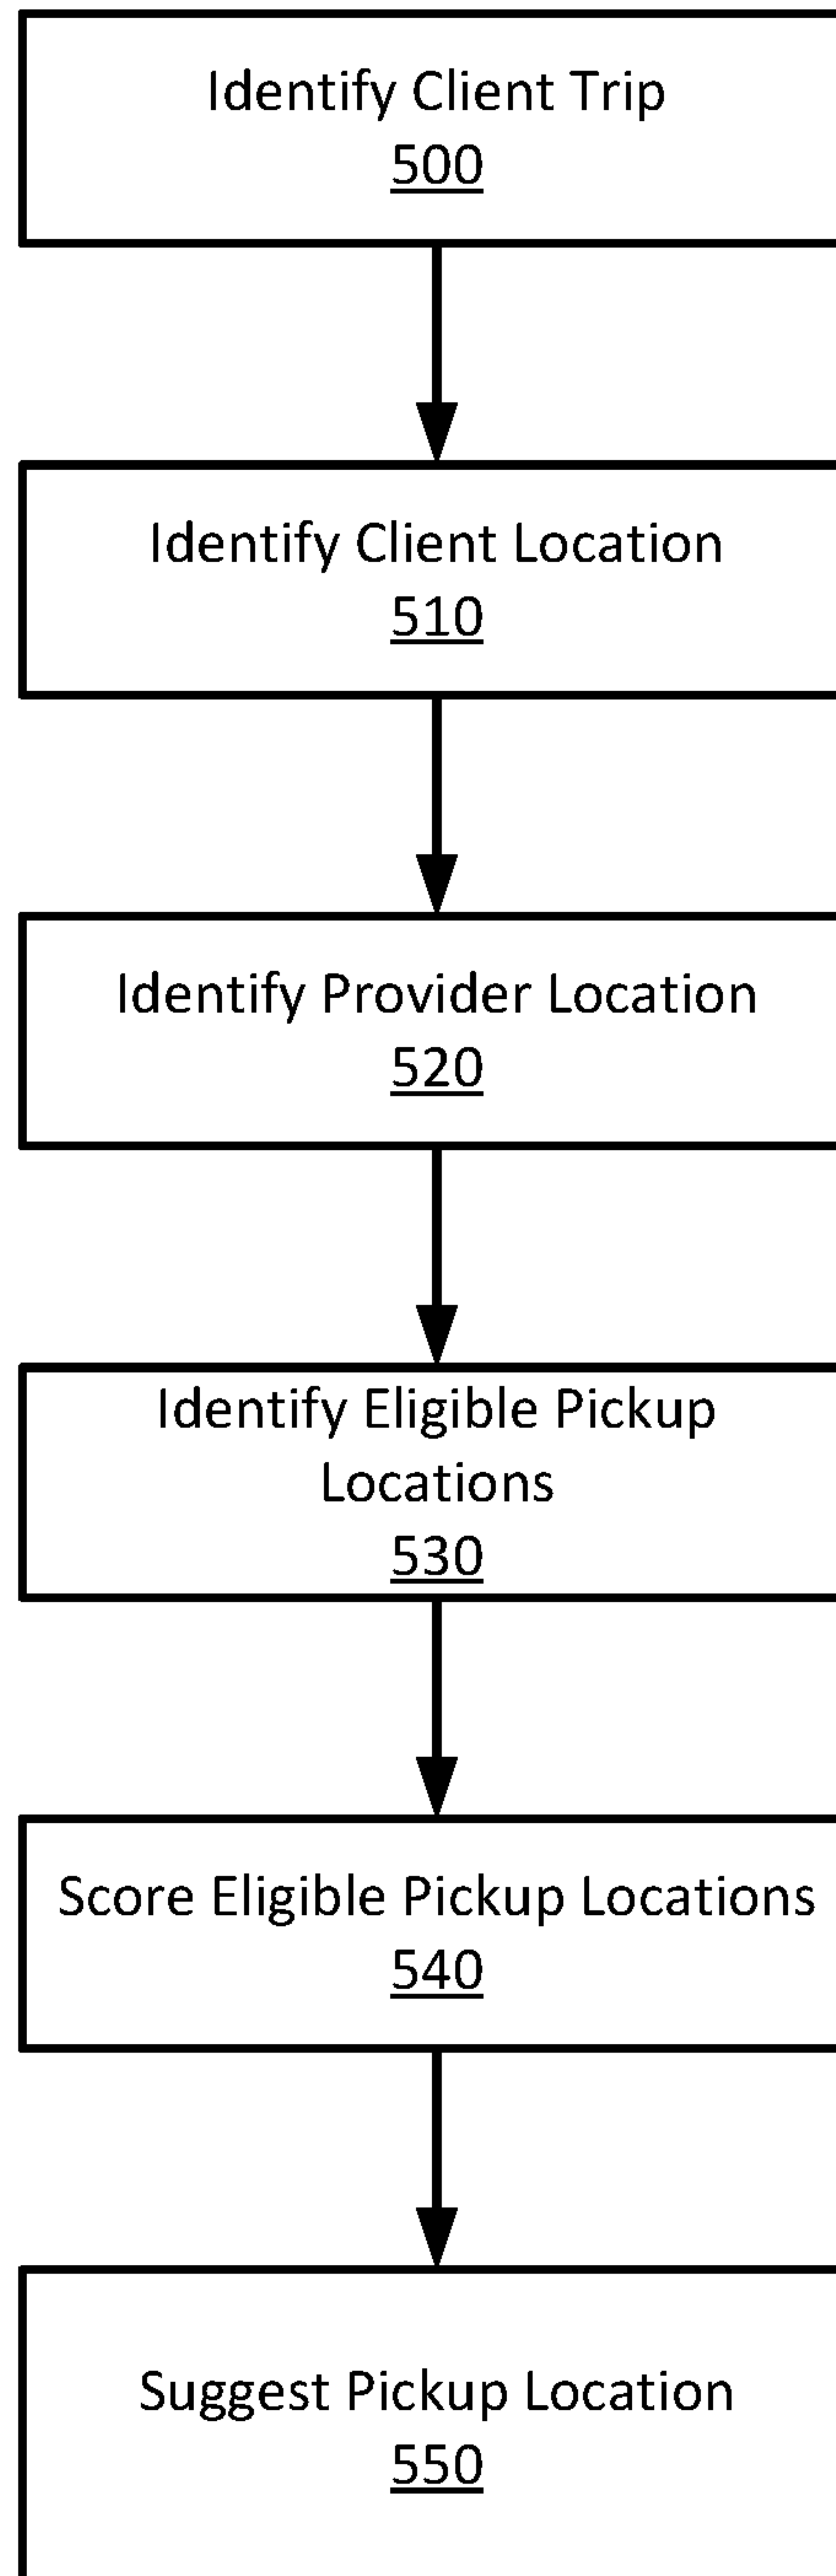 Identify Client Trip
500
Identify Client Location
510
Identify Provider Location
520
Identify Eligible Pickup
Locations
530
Score Eligible Pickup Locations
540
Suggest Pickup Location
550